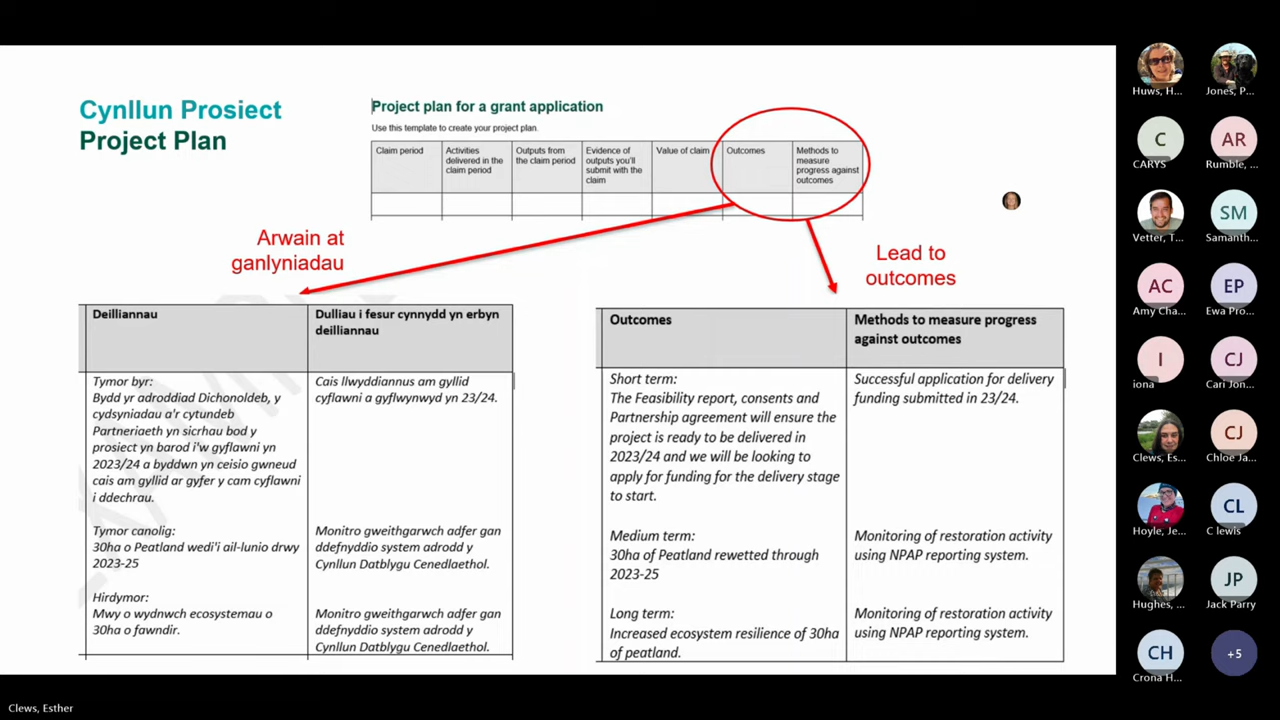 Cynllun Prosiect
Project Plan
Project plan for a grant application
Use this template to create your project plan.
Claim period
Activities
delivered in the
claim period
Outputs from
the claim period
Evidence of
outputs you'll
submit with the
claim
Value of claim
Outcomes
Methods to
measure
progress against
outcomes
Arwain at
ganlyniadau
Lead to
outcomes
Deilliannau
Dulliau i fesur cynnydd yn erbyn
deilliannau
Tymor byr:
Bydd yr adroddiad Dichonoldeb, y
cydsyniadau a'r cytundeb
Partneriaeth yn sicrhau bod y
prosiect yn barod i'w gyflawni yn
2023/24 a byddwn yn ceisio gwneud
cais am gyllid ar gyfer y cam cyflawni
i ddechrau.
Cais llwyddiannus am gyllid
cyflawni a gyflwynwyd yn 23/24.
Tymor canolig:
30ha o Peatland wedi'i ail-lunio drwy
2023-25
Monitro gweithgarwch adfer gan
ddefnyddio system adrodd y
Cynllun Datblygu Cenedlaethol.
Hirdymor:
Mwy o wydnwch ecosystemau o
30ha o fawndir.
Monitro gweithgarwch adfer gan
ddefnyddio system adrodd y
Cynllun Datblygu Cenedlaethol.
Outcomes
Methods to measure progress
against outcomes
Short term:
The Feasibility report, consents and
Partnership agreement will ensure the
project is ready to be delivered in
2023/24 and we will be looking to
apply for funding for the delivery stage
to start.
Successful application for delivery
funding submitted in 23/24.
Medium term:
30ha of Peatland rewetted through
2023-25
Monitoring of restoration activity
using NPAP reporting system.
Long term:
Increased ecosystem resilience of 30ha
of peatland.
Monitoring of restoration activity
using NPAP reporting system.
Huws, H...
Jones, P...
C
CARYS
AR
Rumble, ...
Vetter, T...
SM
Samanth...
AC
Amy Cha...
EP
Ewa Pro...
I
iona
CJ
Cari Jon...
Clews, Es...
CJ
Chloe Ja...
Hoyle, Je...
CL
C lewis
Hughes, ...
JP
Jack Parry
CH
Crona H...
+5
Clews, Esther